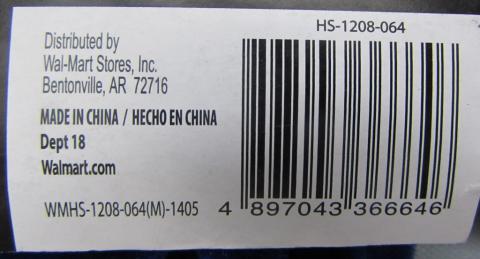 HS-1208-064
Distributed by
Wal-Mart Stores, Inc.
Bentonville, AR 72716
MADE IN CHINA / HECHO EN CHINA
Dept 18
Walmart.com
WMHS-1208-064(M)-1405
4 897043 366646